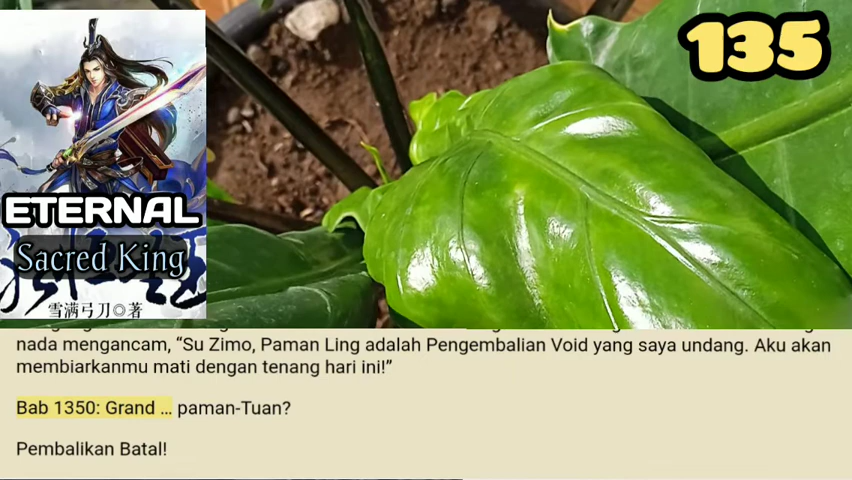 135
ETERNAL
Sacred King
雪满弓刀◎著
nada mengancam, “Su Zimo, Paman Ling adalah Pengembalian Void yang saya undang. Aku akan
membiarkanmu mati dengan tenang hari ini!”
Bab 1350: Grand ... paman-Tuan?
Pembalikan Batal!